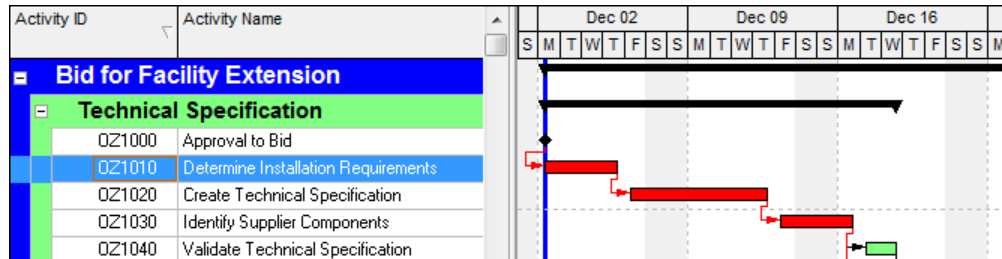 Activity ID Activity Name Dec 02 Dec 09 Dec 16
S M T W T F S S M T W T F S S M T W T F S S M
Bid for Facility Extension
Technical Specification
OZ1000 Approval to Bid
OZ1010 Determine Installation Requirements
OZ1020 Create Technical Specification
OZ1030 Identify Supplier Components
OZ1040 Validate Technical Specification